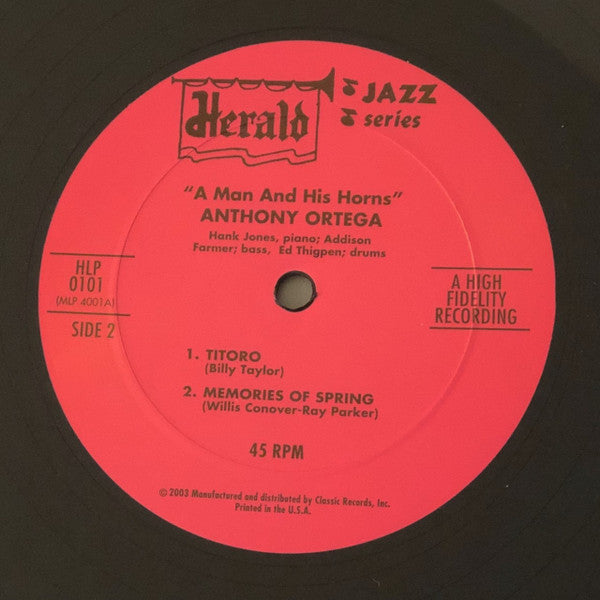 Herald
JAZZ
series
"A Man And His Horns"
ANTHONY ORTEGA
Hank Jones, piano; Addison
Farmer; bass, Ed Thigpen; drums
HLP
0101
(MLP 4001A)
SIDE 2
A HIGH
FIDELITY
RECORDING
1. TITORO
(Billy Taylor)
2. MEMORIES OF SPRING
(Willis Conover-Ray Parker)
45 RPM
© 2003 Manufactured and distributed by Classic Records, Inc.
Printed in the U.S.A.